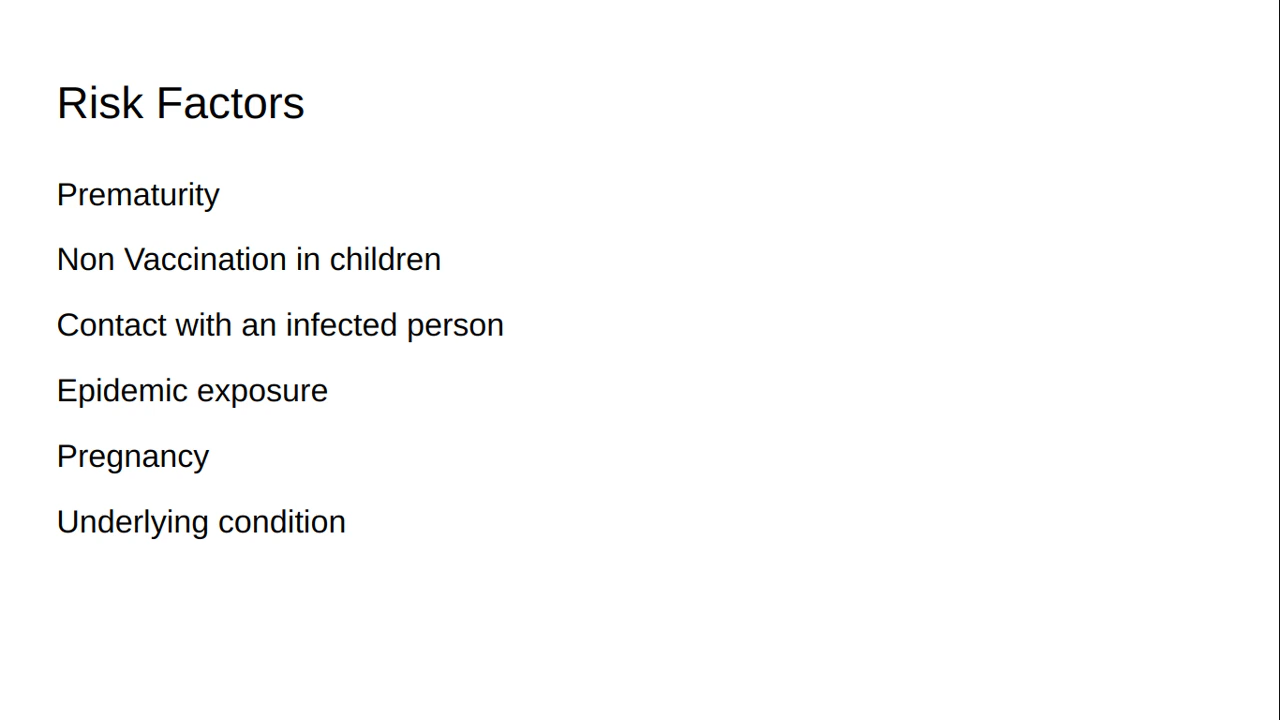 Risk Factors
Prematurity
Non Vaccination in children
Contact with an infected person
Epidemic exposure
Pregnancy
Underlying condition